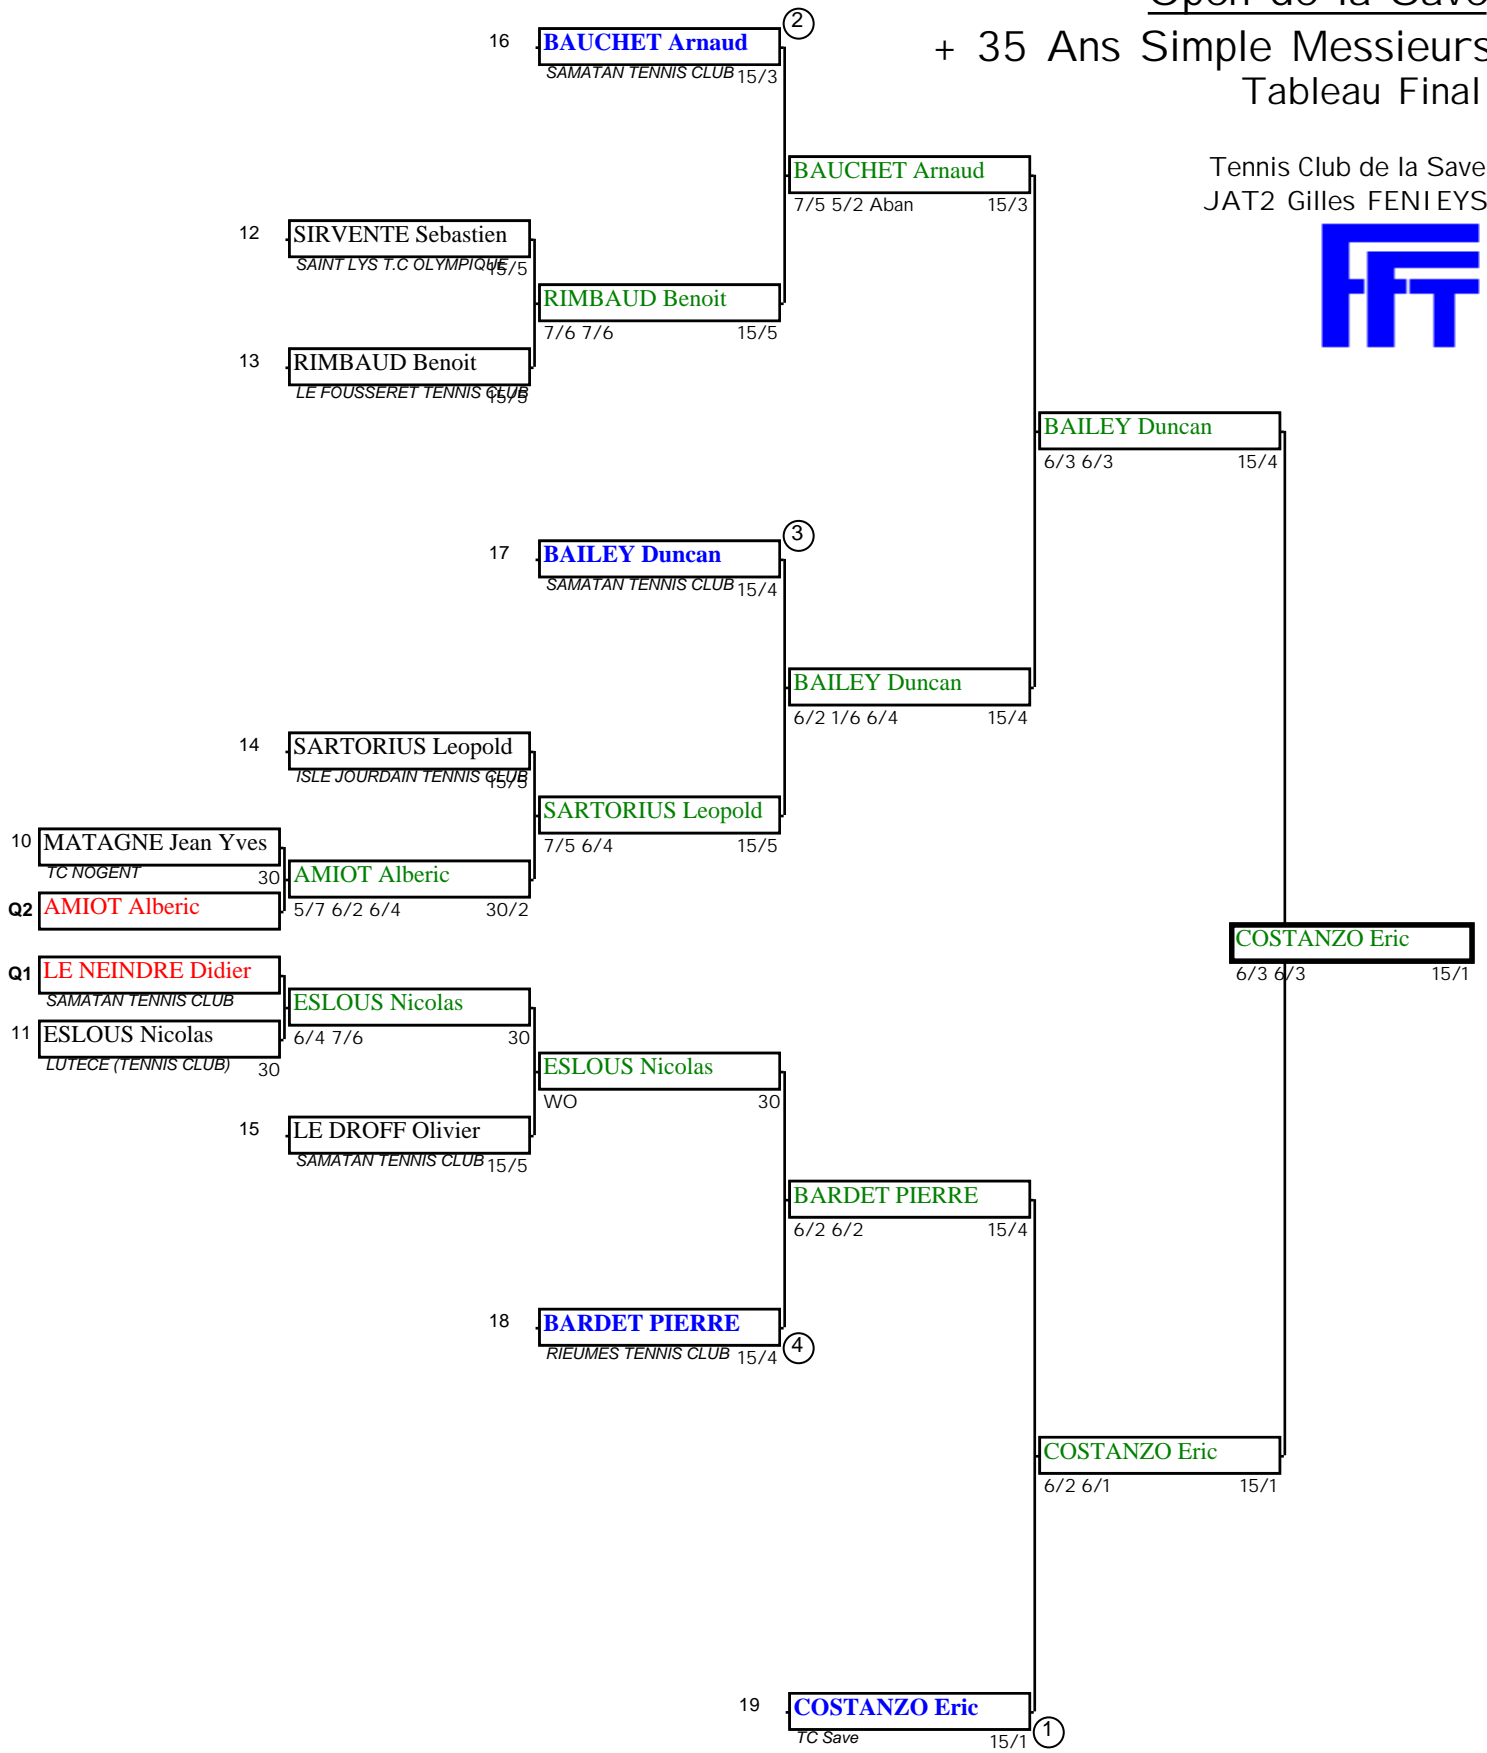 Open de la Save
+ 35 Ans Simple Messieurs
Tableau Final
Tennis Club de la Save
JAT2 Gilles FENIEYS
FFT
2
16 BAUCHET Arnaud
SAMATAN TENNIS CLUB 15/3
BAUCHET Arnaud
7/5 5/2 Aban 15/3
12 SIRVENTE Sebastien
SAINT LYS T.C OLYMPIQUE 15/5
RIMBAUD Benoit
7/6 7/6 15/5
13 RIMBAUD Benoit
LE FOUSSERET TENNIS CLUB 15/5
BAILEY Duncan
6/3 6/3 15/4
3
17 BAILEY Duncan
SAMATAN TENNIS CLUB 15/4
BAILEY Duncan
6/2 1/6 6/4 15/4
14 SARTORIUS Leopold
ISLE JOURDAIN TENNIS CLUB 15/5
SARTORIUS Leopold
7/5 6/4 15/5
10 MATAGNE Jean Yves
TC NOGENT 30
AMIOT Alberic
5/7 6/2 6/4 30/2
Q2 AMIOT Alberic
COSTANZO Eric
6/3 6/3 15/1
Q1 LE NEINDRE Didier
SAMATAN TENNIS CLUB
ESLOUS Nicolas
6/4 7/6 30
11 ESLOUS Nicolas
LUTECE (TENNIS CLUB) 30
ESLOUS Nicolas
WO 30
15 LE DROFF Olivier
SAMATAN TENNIS CLUB 15/5
BARDET PIERRE
6/2 6/2 15/4
18 BARDET PIERRE
RIEUMES TENNIS CLUB 15/4
4
COSTANZO Eric
6/2 6/1 15/1
19 COSTANZO Eric
TC Save 15/1
1